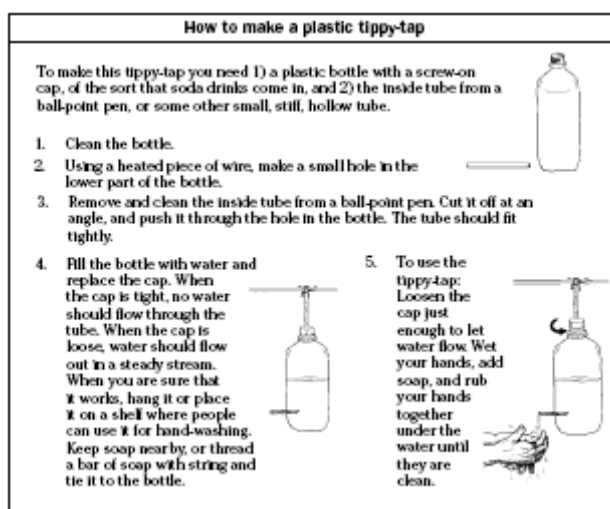 How to make a plastic tippy-tap
To make this tippy-tap you need 1) a plastic bottle with a screw-on
cap, of the sort that soda drinks come in, and 2) the inside tube from a
ball-point pen, or some other small, stiff, hollow tube.
1. Clean the bottle.
2. Using a heated piece of wire, make a small hole in the
lower part of the bottle.
3. Remove and clean the inside tube from a ball-point pen. Cut it off at an
angle, and push it through the hole in the bottle. The tube should fit
tightly.
4. Fill the bottle with water and
replace the cap. When
the cap is tight, no water
should flow through the
tube. When the cap is
loose, water should flow
out in a steady stream.
When you are sure that
it works, hang it or place
it on a shelf where people
can use it for hand-washing.
Keep soap nearby, or thread
a bar of soap with string and
tie it to the bottle.
5. To use the
tippy-tap:
Loosen the
cap just
enough to let
water flow. Wet
your hands, add
soap, and rub
your hands
together
under the
water until
they are
clean.